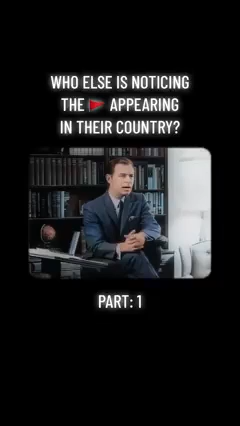 WHO ELSE IS NOTICING
THE 🚩 APPEARING
IN THEIR COUNTRY?
PART: 1